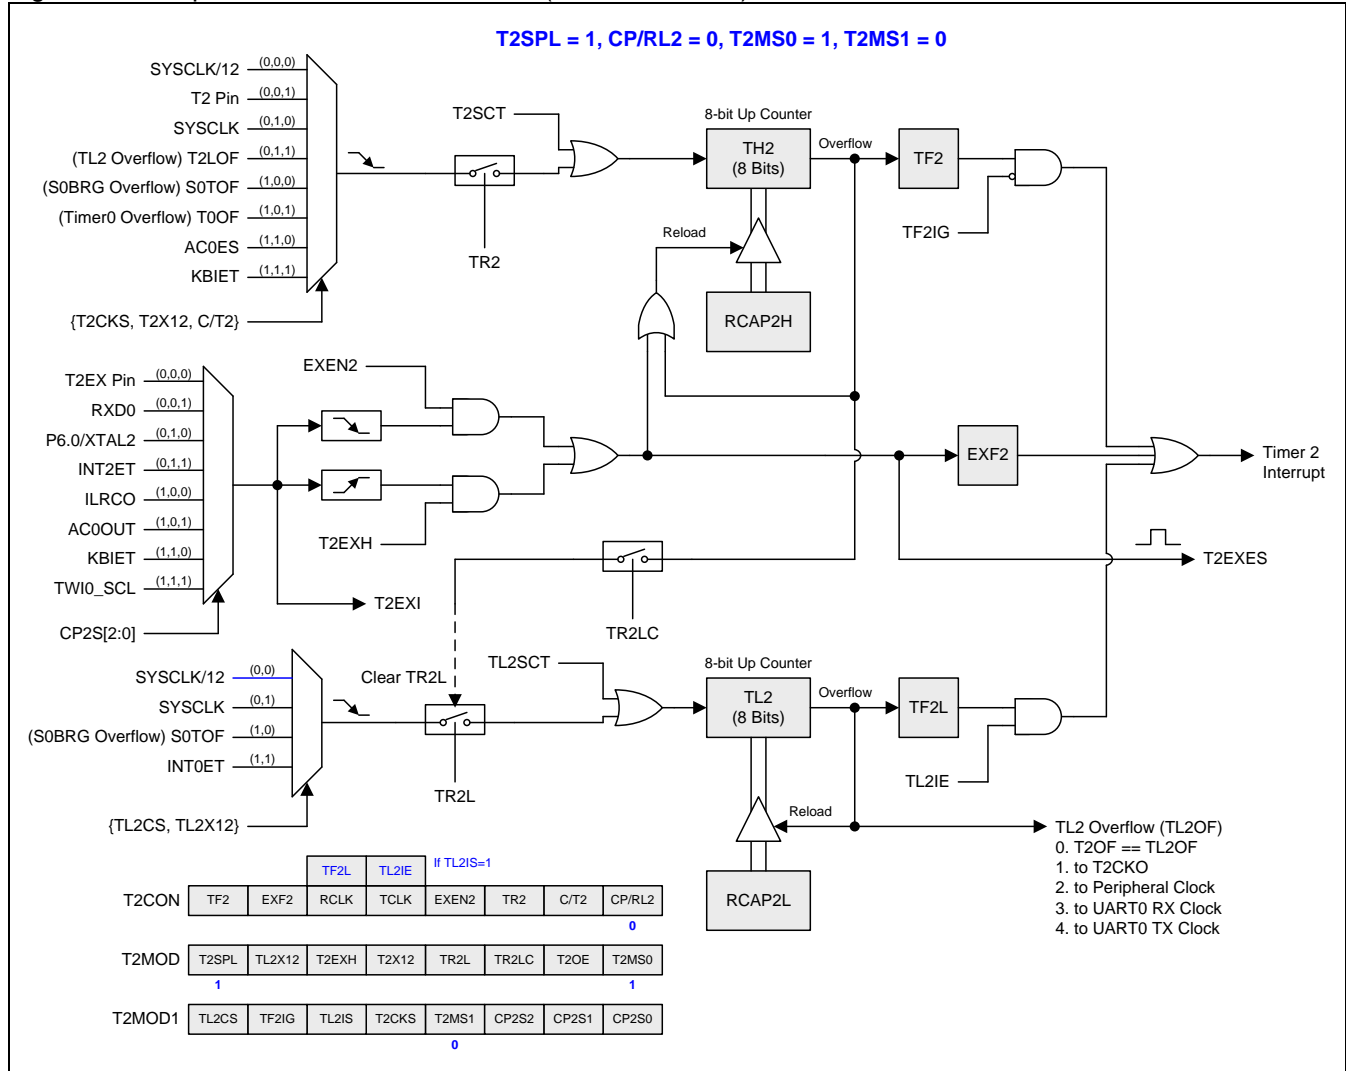 T2SPL = 1, CP/RL2 = 0, T2MS0 = 1, T2MS1 = 0
SYSCLK/12 (0,0,0)
T2 Pin (0,0,1)
SYSCLK (0,1,0)
(TL2 Overflow) T2LOF (0,1,1)
(S0BRG Overflow) S0TOF (1,0,0)
(Timer0 Overflow) T0OF (1,0,1)
AC0ES (1,1,0)
KBIET (1,1,1)
{T2CKS, T2X12, C/T2}
TR2
T2SCT
8-bit Up Counter
TH2
(8 Bits)
Overflow
TF2
TF2IG
Reload
RCAP2H
T2EX Pin (0,0,0)
RXD0 (0,0,1)
P6.0/XTAL2 (0,1,0)
INT2ET (0,1,1)
ILRCO (1,0,0)
AC0OUT (1,0,1)
KBIET (1,1,0)
TWI0_SCL (1,1,1)
CP2S[2:0]
EXEN2
T2EXH
T2EXI
EXF2
Timer 2
Interrupt
T2EXES
TR2LC
SYSCLK/12 (0,0)
SYSCLK (0,1)
(S0BRG Overflow) S0TOF (1,0)
INT0ET (1,1)
{TL2CS, TL2X12}
Clear TR2L
TR2L
TL2SCT
8-bit Up Counter
TL2
(8 Bits)
Overflow
TF2L
TL2IE
Reload
RCAP2L
TL2 Overflow (TL2OF)
0. T2OF == TL2OF
1. to T2CKO
2. to Peripheral Clock
3. to UART0 RX Clock
4. to UART0 TX Clock
TF2L TL2IE If TL2IS=1
T2CON TF2 EXF2 RCLK TCLK EXEN2 TR2 C/T2 CP/RL2
0
T2MOD T2SPL TL2X12 T2EXH T2X12 TR2L TR2LC T2OE T2MS0
1 1
T2MOD1 TL2CS TF2IG TL2IS T2CKS T2MS1 CP2S2 CP2S1 CP2S0
0